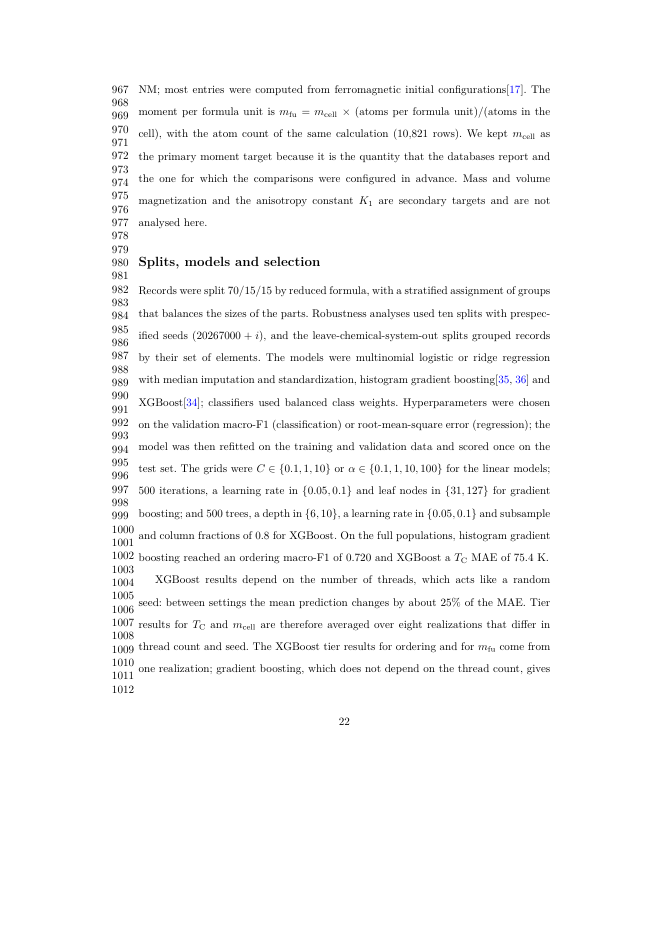 967 NM; most entries were computed from ferromagnetic initial configurations[17]. The
968
969 moment per formula unit is m_fu = m_cell × (atoms per formula unit)/(atoms in the
970 cell), with the atom count of the same calculation (10,821 rows). We kept m_cell as
971
972 the primary moment target because it is the quantity that the databases report and
973
974 the one for which the comparisons were configured in advance. Mass and volume
975
976 magnetization and the anisotropy constant K_1 are secondary targets and are not
977 analysed here.
978
979
980 Splits, models and selection
981
982 Records were split 70/15/15 by reduced formula, with a stratified assignment of groups
983
984 that balances the sizes of the parts. Robustness analyses used ten splits with prespec-
985
986 ified seeds (20267000 + i), and the leave-chemical-system-out splits grouped records
987 by their set of elements. The models were multinomial logistic or ridge regression
988
989 with median imputation and standardization, histogram gradient boosting[35, 36] and
990
991 XGBoost[34]; classifiers used balanced class weights. Hyperparameters were chosen
992 on the validation macro-F1 (classification) or root-mean-square error (regression); the
993
994 model was then refitted on the training and validation data and scored once on the
995
996 test set. The grids were C ∈ {0.1, 1, 10} or α ∈ {0.1, 1, 10, 100} for the linear models;
997 500 iterations, a learning rate in {0.05, 0.1} and leaf nodes in {31, 127} for gradient
998
999 boosting; and 500 trees, a depth in {6, 10}, a learning rate in {0.05, 0.1} and subsample
1000
1001 and column fractions of 0.8 for XGBoost. On the full populations, histogram gradient
1002 boosting reached an ordering macro-F1 of 0.720 and XGBoost a T_C MAE of 75.4 K.
1003
1004 XGBoost results depend on the number of threads, which acts like a random
1005
1006 seed: between settings the mean prediction changes by about 25% of the MAE. Tier
1007 results for T_C and m_cell are therefore averaged over eight realizations that differ in
1008
1009 thread count and seed. The XGBoost tier results for ordering and for m_fu come from
1010
1011 one realization; gradient boosting, which does not depend on the thread count, gives
1012
22